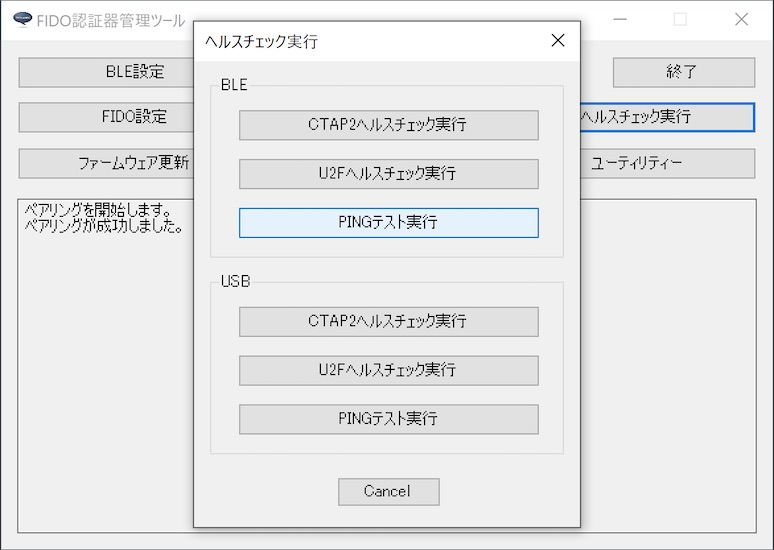 FIDO認証器管理ツール
BLE設定
終了
FIDO設定
ヘルスチェック実行
ファームウェア更新
ユーティリティー
ペアリングを開始します。
ペアリングが成功しました。
ヘルスチェック実行
BLE
CTAP2ヘルスチェック実行
U2Fヘルスチェック実行
PINGテスト実行
USB
CTAP2ヘルスチェック実行
U2Fヘルスチェック実行
PINGテスト実行
Cancel